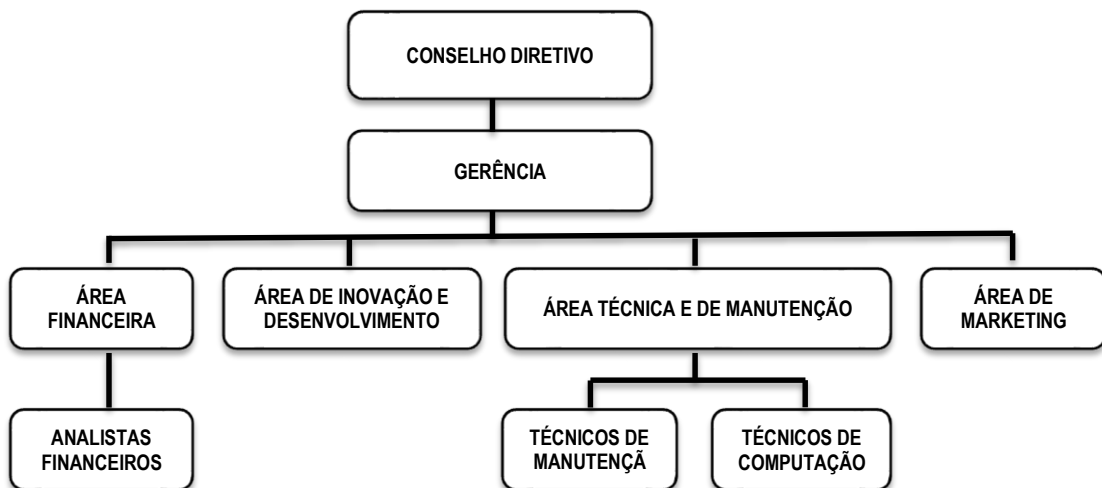 CONSELHO DIRETIVO
GERÊNCIA
ÁREA
FINANCEIRA
ÁREA DE INOVAÇÃO E
DESENVOLVIMENTO
ÁREA TÉCNICA E DE MANUTENÇÃO
ÁREA DE
MARKETING
ANALISTAS
FINANCEIROS
TÉCNICOS DE
MANUTENÇÃ
TÉCNICOS DE
COMPUTAÇÃO